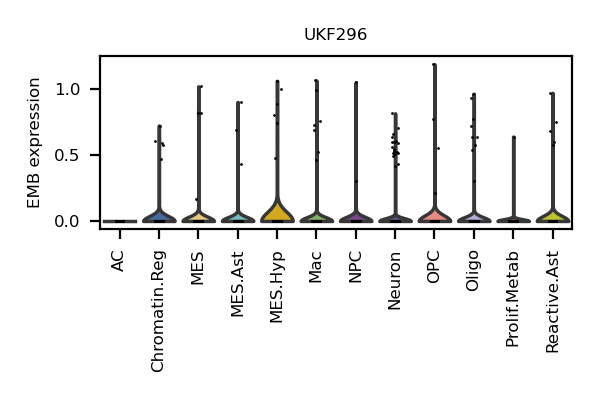 UKF296
EMB expression
1.0
0.5
0.0
AC
Chromatin.Reg
MES
MES.Ast
MES.Hyp
Mac
NPC
Neuron
OPC
Oligo
Prolif.Metab
Reactive.Ast